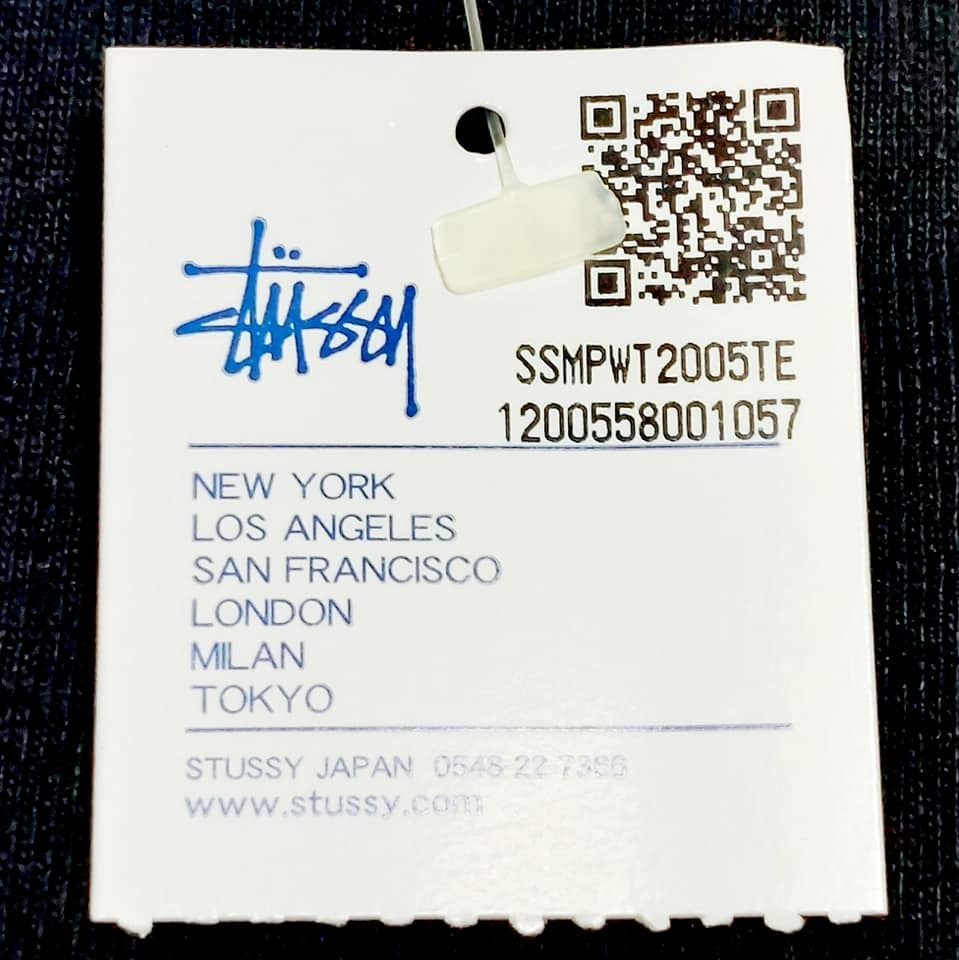 Stüssy
SSMPWT2005TE
1200558001057
NEW YORK
LOS ANGELES
SAN FRANCISCO
LONDON
MILAN
TOKYO
STUSSY JAPAN 0548-22-7366
www.stussy.com